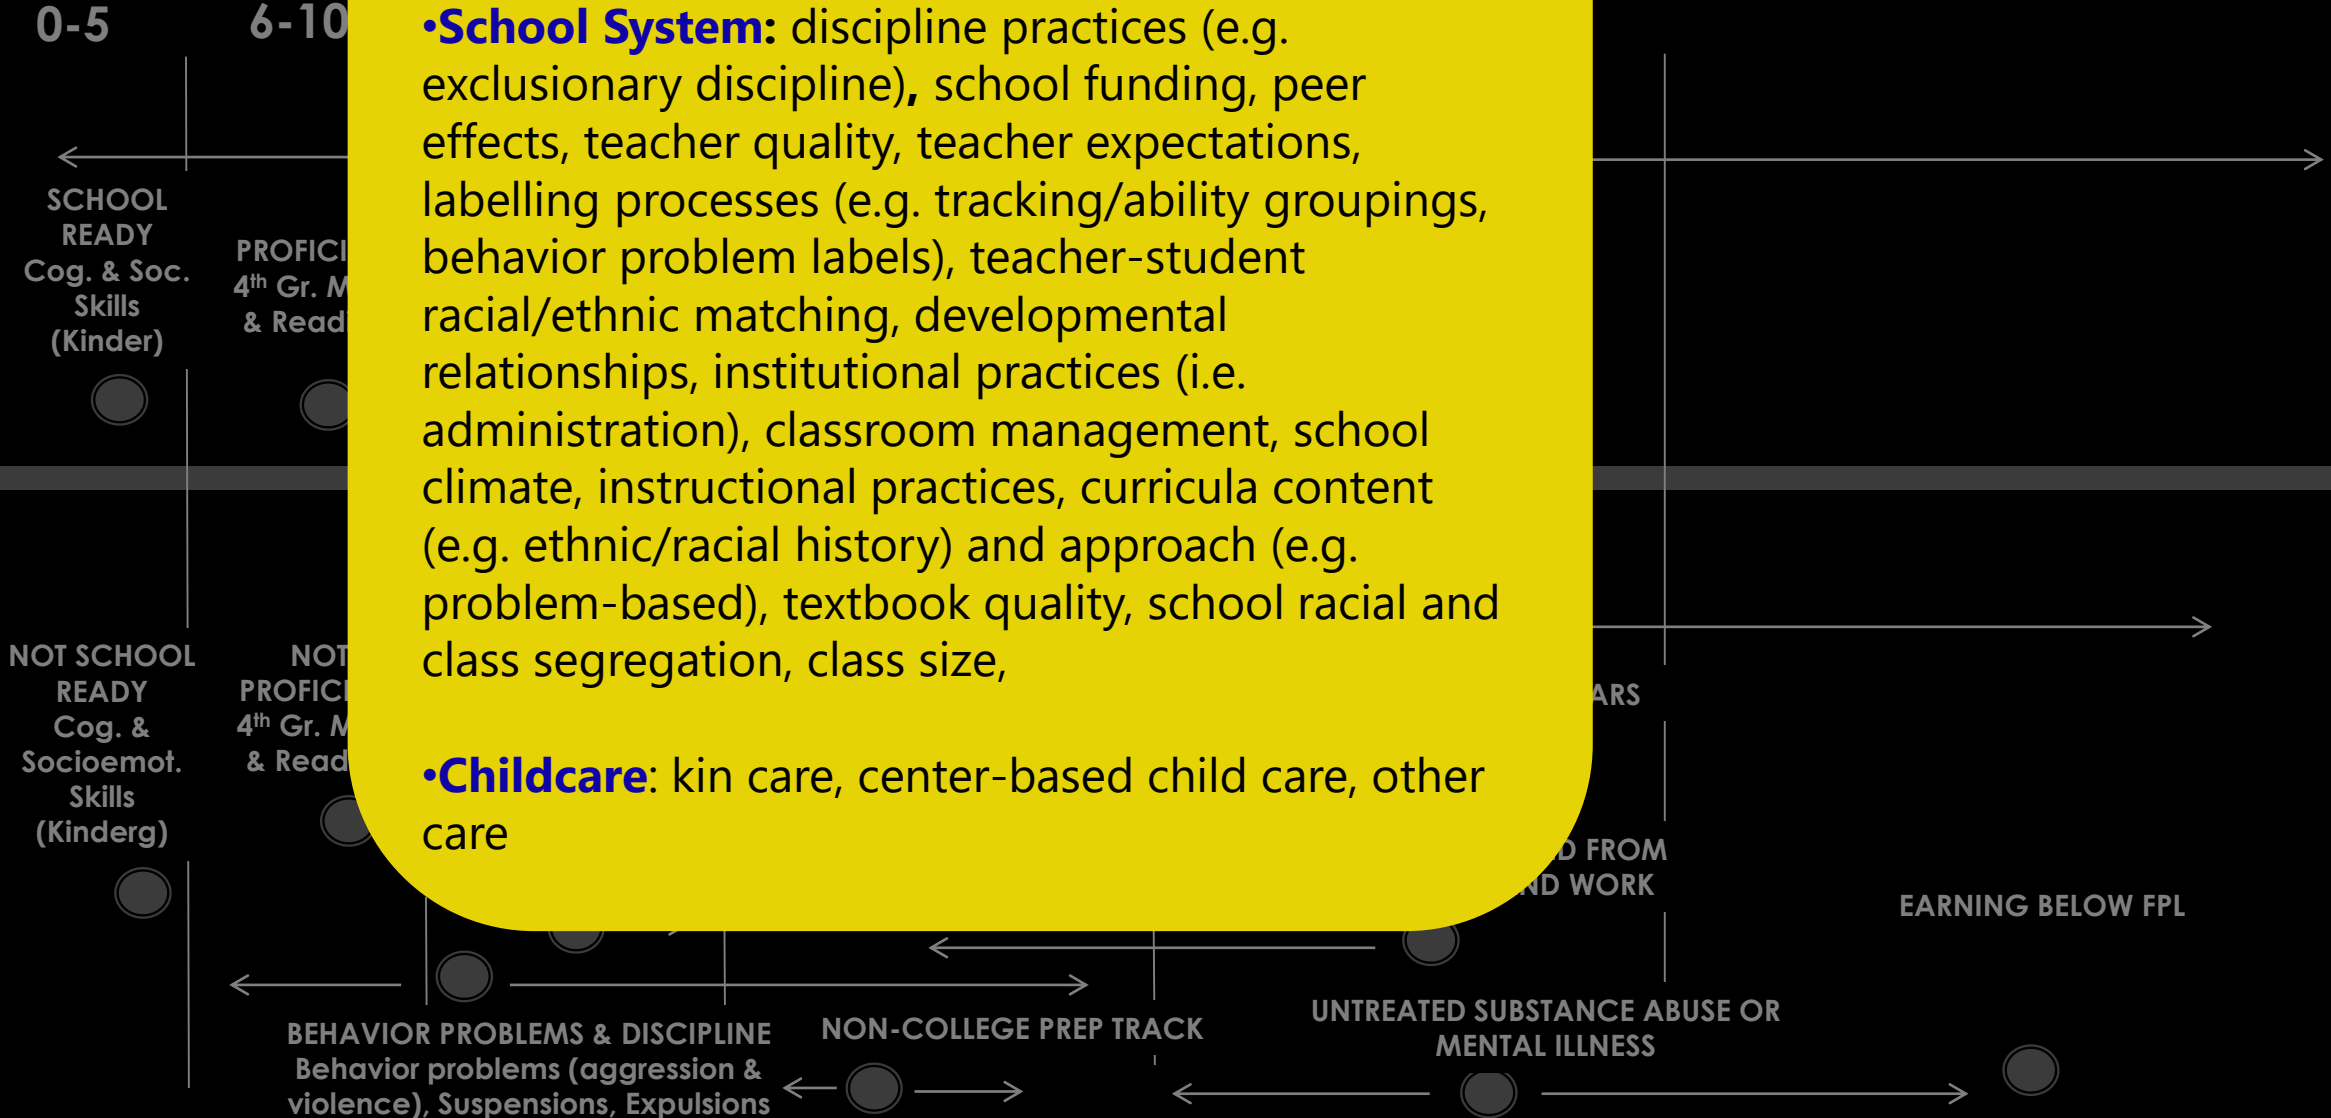 0-5
6-10
•School System: discipline practices (e.g.
exclusionary discipline), school funding, peer
effects, teacher quality, teacher expectations,
labelling processes (e.g. tracking/ability groupings,
behavior problem labels), teacher-student
racial/ethnic matching, developmental
relationships, institutional practices (i.e.
administration), classroom management, school
climate, instructional practices, curricula content
(e.g. ethnic/racial history) and approach (e.g.
problem-based), textbook quality, school racial and
class segregation, class size,
•Childcare: kin care, center-based child care, other
care
SCHOOL
READY
Cog. & Soc.
Skills
(Kinder)
4th Gr.
&
NOT SCHOOL
READY
Cog. &
Socioemot.
Skills
(Kinderg)
NOT
4th Gr.
&
FROM
WORK
EARNING BELOW FPL
BEHAVIOR PROBLEMS & DISCIPLINE
Behavior problems (aggression &
violence), Suspensions, Expulsions
NON-COLLEGE PREP TRACK
UNTREATED SUBSTANCE ABUSE OR
MENTAL ILLNESS